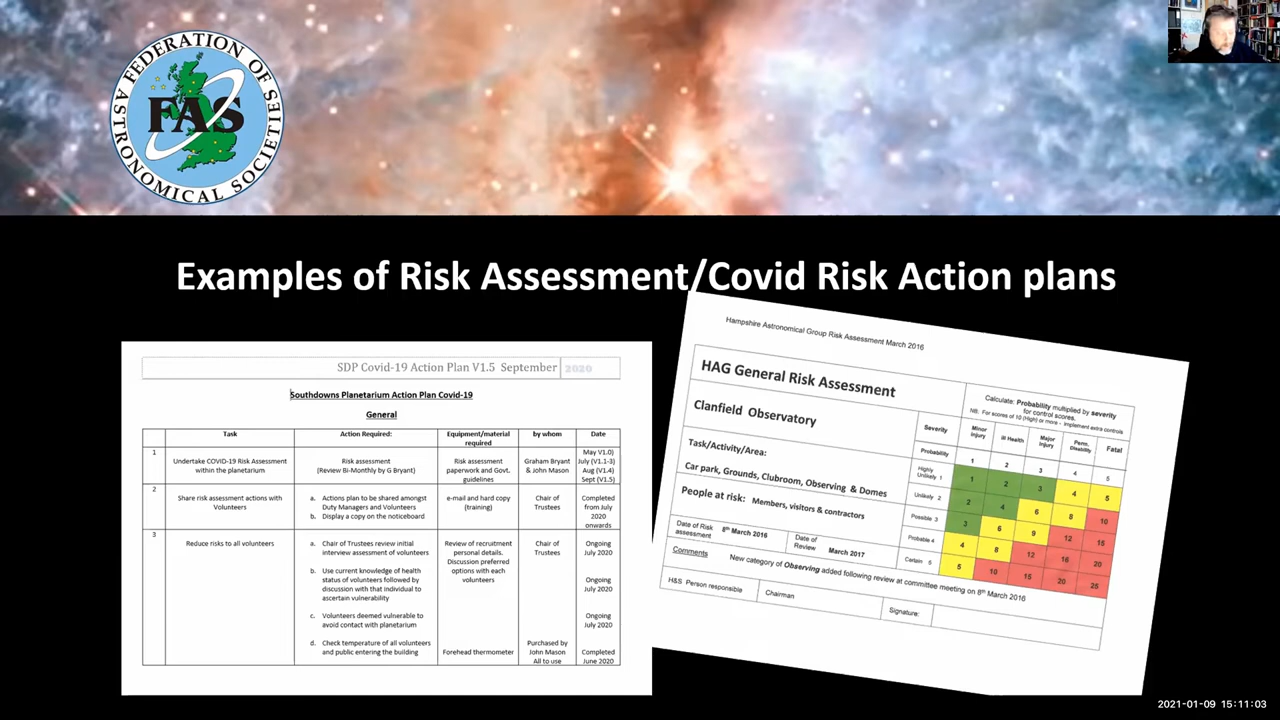 FEDERATION OF ASTRONOMICAL SOCIETIES
FAS
Examples of Risk Assessment/Covid Risk Action plans
SDP Covid-19 Action Plan V1.5 September 2020
Southdowns Planetarium Action Plan Covid-19
General
Task
Action Required:
Equipment/material
required
by whom
Date
1
Undertake COVID-19 Risk Assessment
within the planetarium
Risk assessment
(Review Bi-Monthly by G Bryant)
Risk assessment
paperwork and Govt.
guidelines
Graham Bryant
& John Mason
May V1.0)
July (V1.1-3)
Aug (V1.4)
Sept (V1.5)
2
Share risk assessment actions with
Volunteers
a. Actions plan to be shared amongst
Duty Managers and Volunteers
b. Display a copy on the noticeboard
e-mail and hard copy
(training)
Chair of
Trustees
Completed
from July
2020
onwards
3
Reduce risks to all volunteers
a. Chair of Trustees review initial
interview assessment of volunteers
b. Use current knowledge of health
status of volunteers followed by
discussion with that individual to
ascertain vulnerability
c. Volunteers deemed vulnerable to
avoid contact with planetarium
d. Check temperature of all volunteers
and public entering the building
Review of recruitment
personal details.
Discussion preferred
options with each
volunteers
Forehead thermometer
Chair of
Trustees
Purchased by
John Mason
All to use
Ongoing
July 2020
Ongoing
July 2020
Ongoing
July 2020
Completed
June 2020
Hampshire Astronomical Group Risk Assessment March 2016
HAG General Risk Assessment
Calculate: Probability multiplied by severity
for control scores.
NB: For scores of 10 (High) or more - Implement extra controls
Clanfield Observatory
Severity
Minor
Injury
Ill Health
Major
Injury
Perm.
Disability
Fatal
Probability
1 2 3 4 5
Task/Activity/Area:
Car park, Grounds, Clubroom, Observing & Domes
People at risk: Members, visitors & contractors
Highly
Unlikely 1
1 2 3 4 5
Unlikely 2
2 4 6 8 10
Possible 3
3 6 9 12 15
Probable 4
4 8 12 16 20
Certain 5
5 10 15 20 25
Date of Risk
assessment
8th March 2016
Date of
Review
March 2017
Comments
New category of Observing added following review at committee meeting on 8th March 2016
H&S Person responsible
Chairman
Signature:
2021-01-09 15:11:03